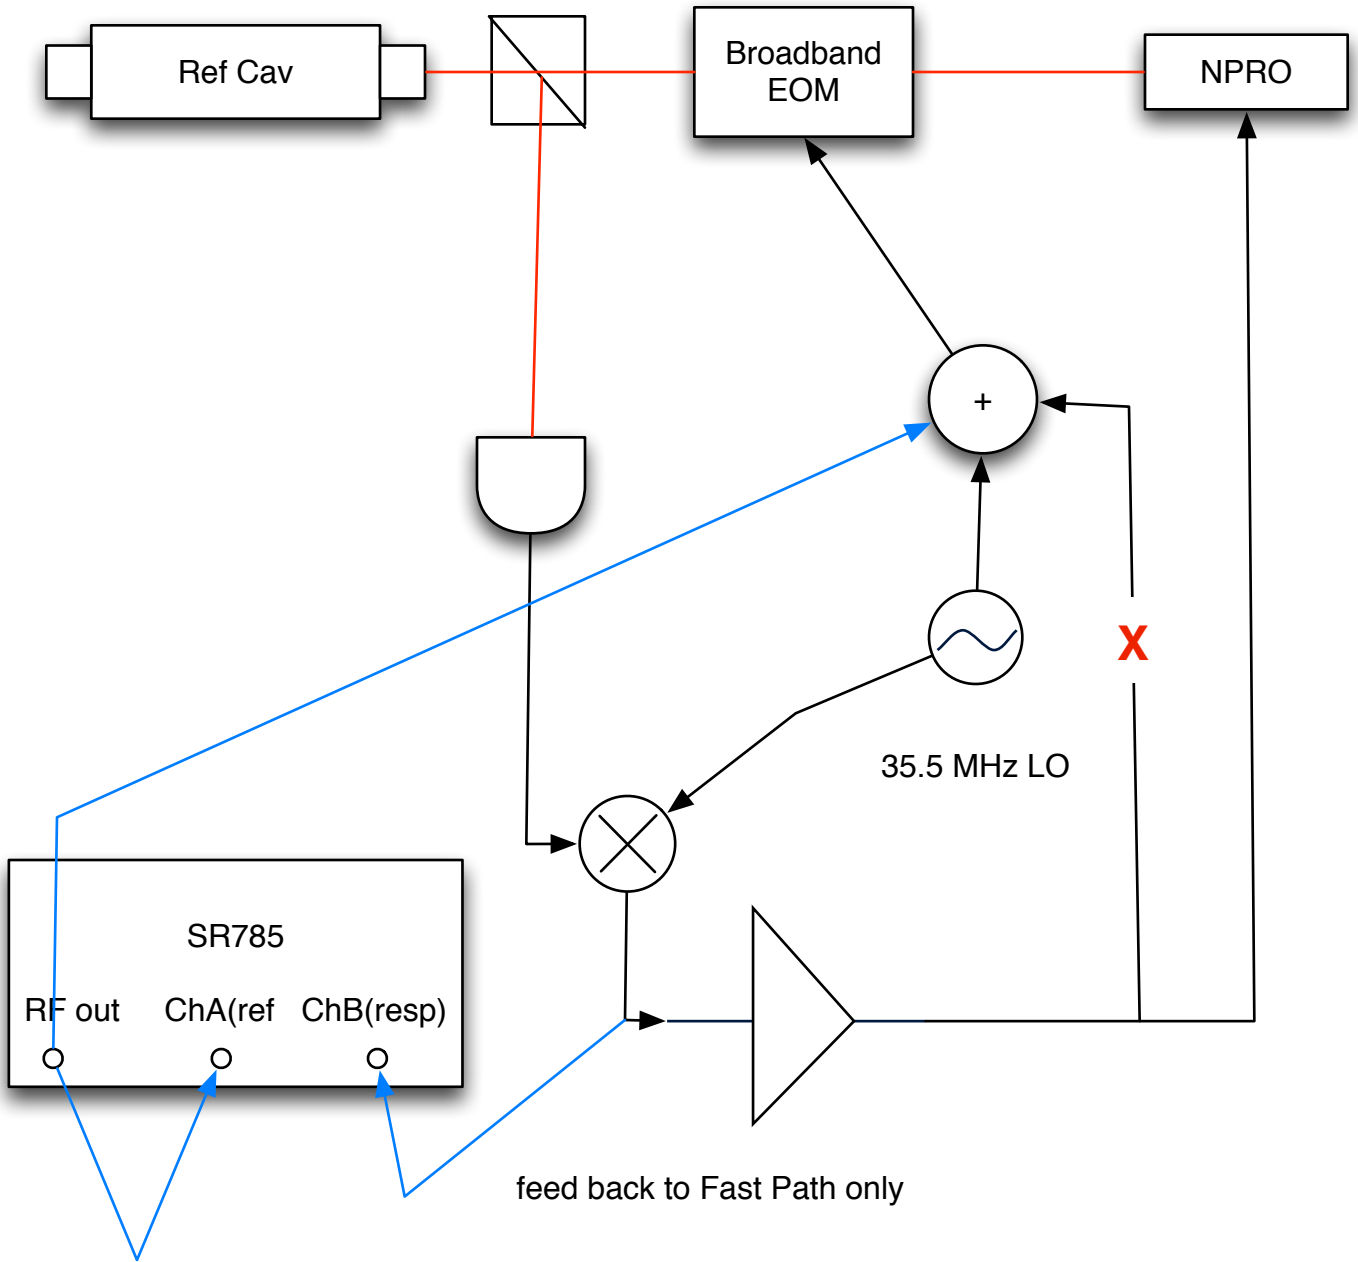 Ref Cav
Broadband
EOM
NPRO
+
X
35.5 MHz LO
SR785
RF out
ChA(ref
ChB(resp)
feed back to Fast Path only